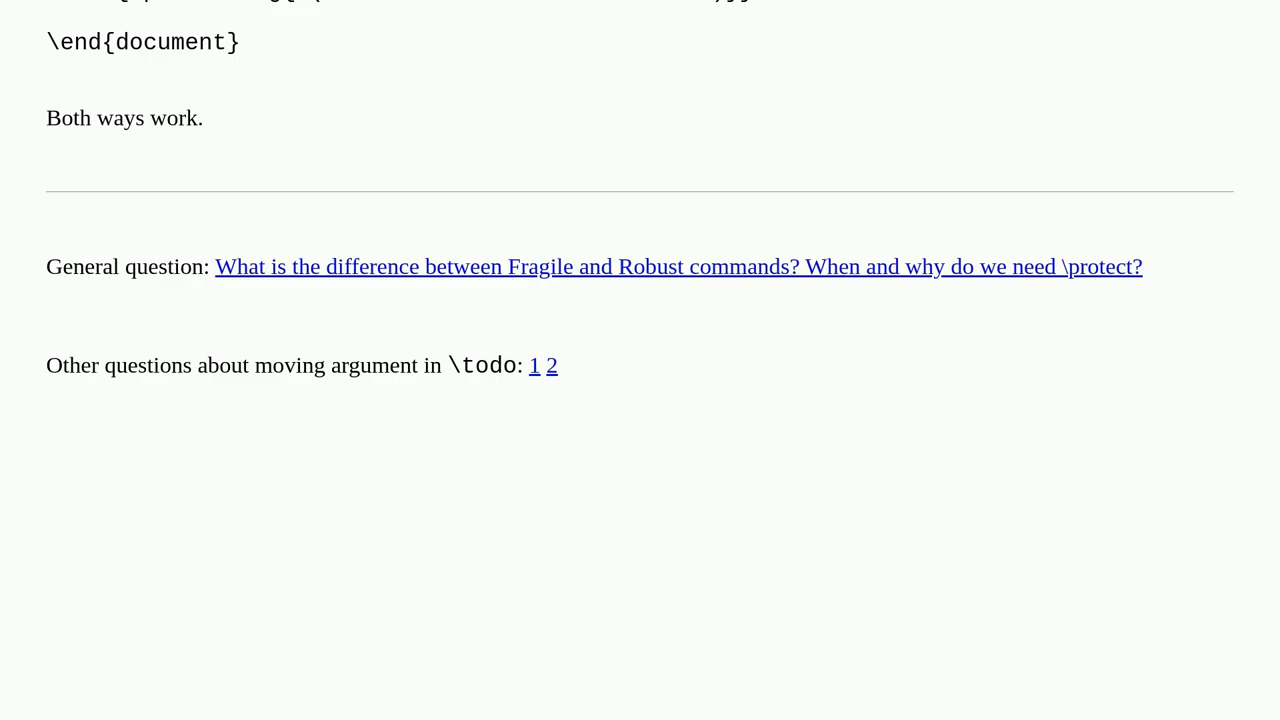 \end{document}
Both ways work.
General question: What is the difference between Fragile and Robust commands? When and why do we need \protect?
Other questions about moving argument in \todo: 1 2